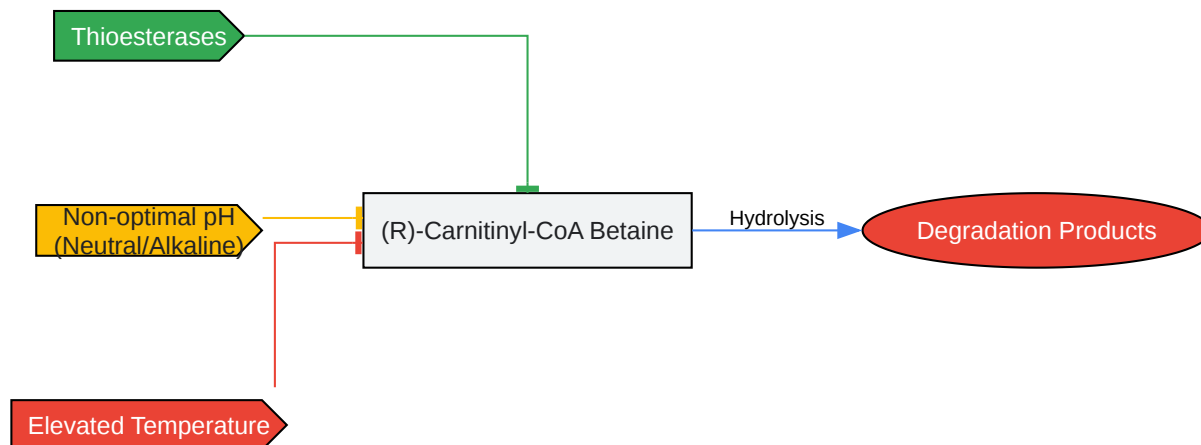 Thioesterases
Non-optimal pH
(Neutral/Alkaline)
(R)-Carnitinyl-CoA Betaine
Hydrolysis
Degradation Products
Elevated Temperature